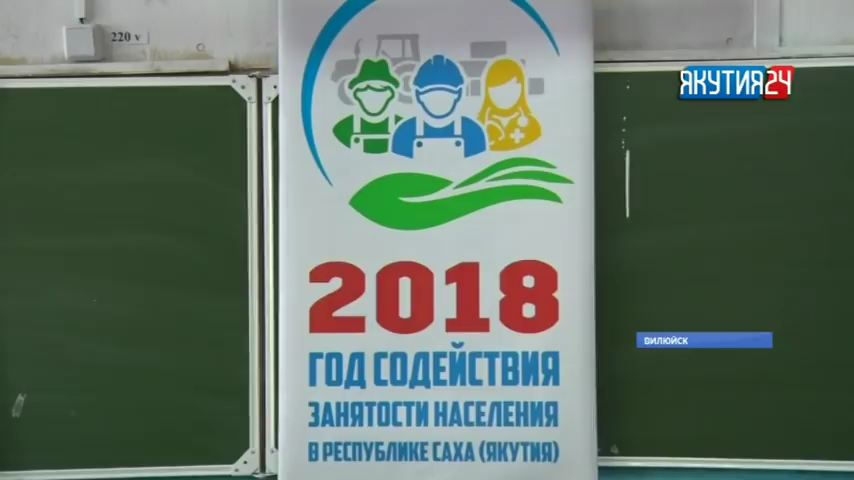 220 v
ЯКУТИЯ24
2018
ГОД СОДЕЙСТВИЯ
ЗАНЯТОСТИ НАСЕЛЕНИЯ
В РЕСПУБЛИКЕ САХА (ЯКУТИЯ)
ВИЛЮЙСК